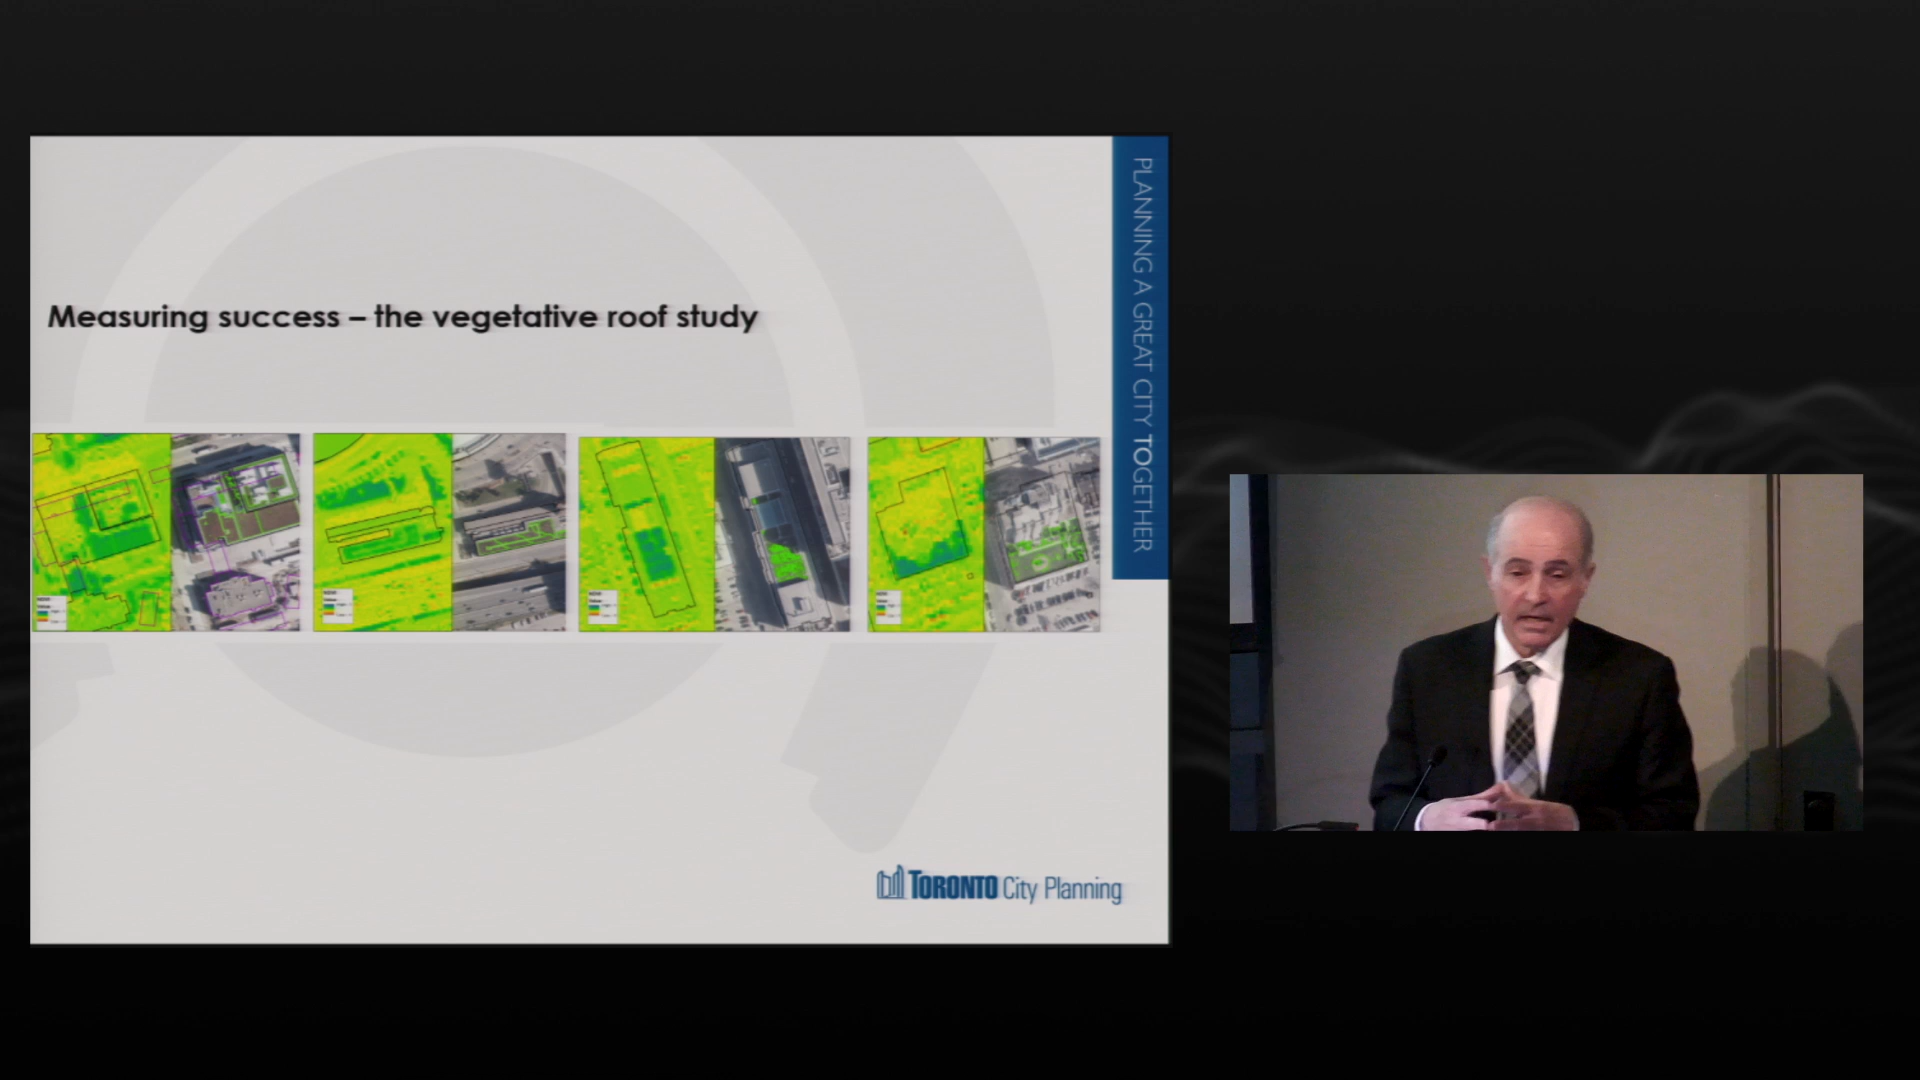 Measuring success – the vegetative roof study
PLANNING A GREAT CITY TOGETHER
TORONTO City Planning